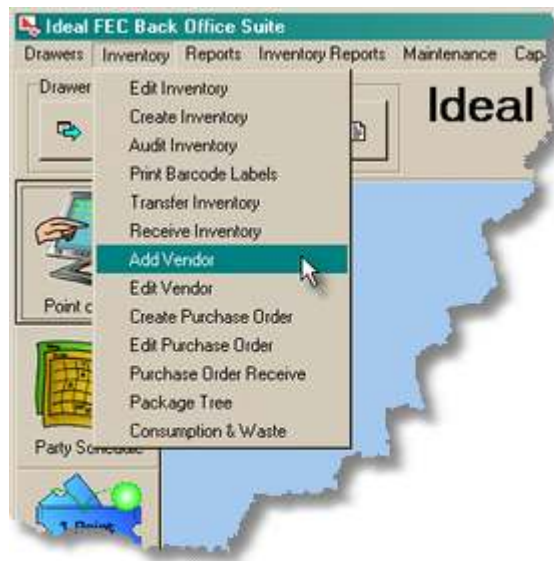 Ideal FEC Back Office Suite
Drawers Inventory Reports Inventory Reports Maintenance
Drawer
Ideal
Edit Inventory
Create Inventory
Audit Inventory
Print Barcode Labels
Transfer Inventory
Receive Inventory
Add Vendor
Edit Vendor
Create Purchase Order
Edit Purchase Order
Purchase Order Receive
Package Tree
Consumption & Waste
Point
Party